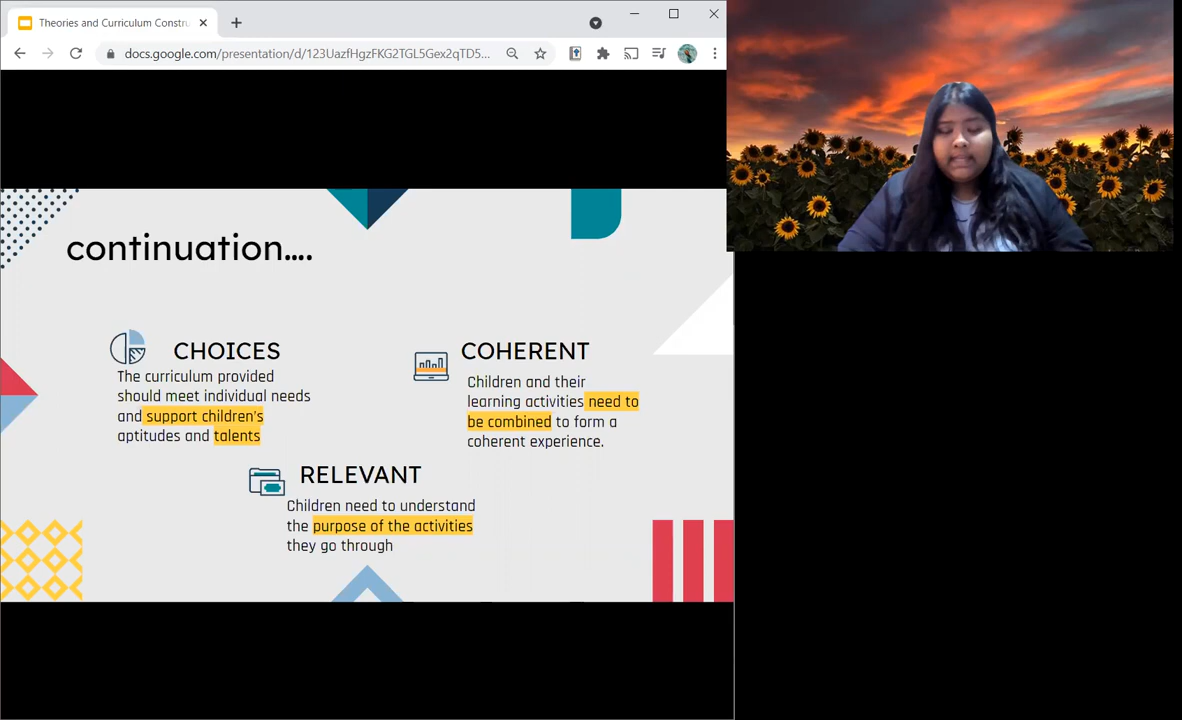 Theories and Curriculum Constru
docs.google.com/presentation/d/123UazfHgzFKG2TGL5Gex2qTD5...
continuation....
CHOICES
The curriculum provided
should meet individual needs
and support children's
aptitudes and talents
COHERENT
Children and their
learning activities need to
be combined to form a
coherent experience.
RELEVANT
Children need to understand
the purpose of the activities
they go through